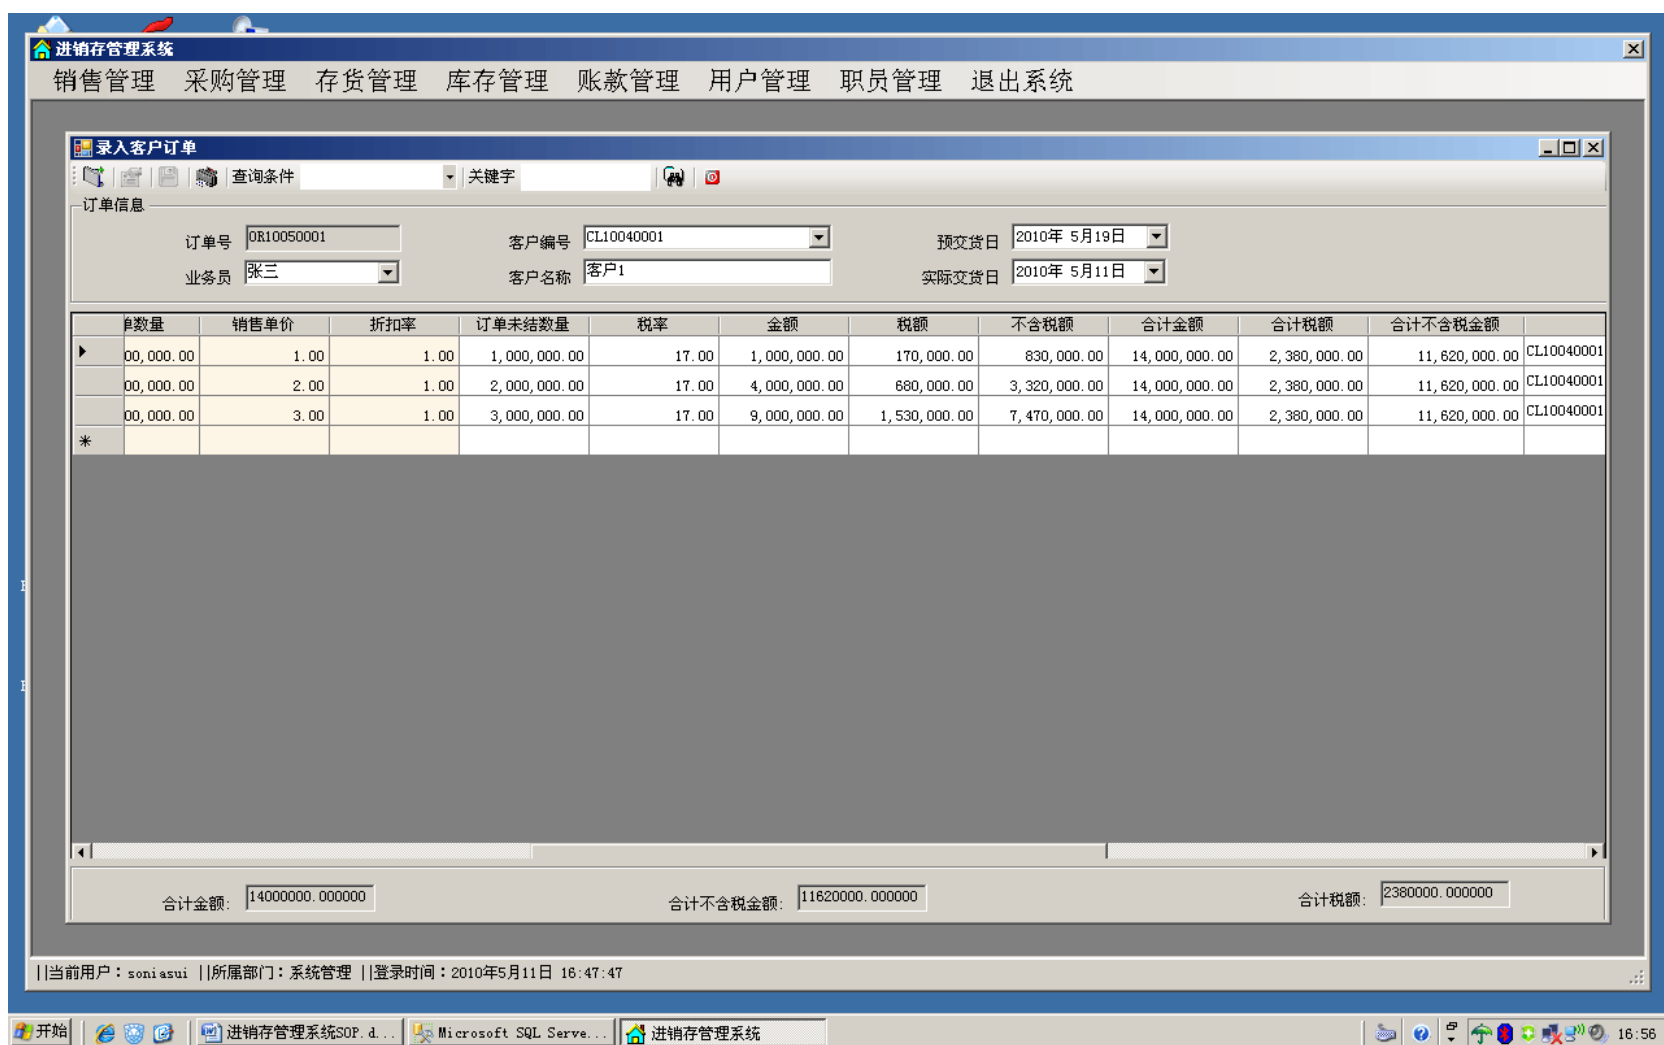 进销存管理系统
销售管理 采购管理 存货管理 库存管理 账款管理 用户管理 职员管理 退出系统
录入客户订单
查询条件 关键字
订单信息
订单号 OR10050001 客户编号 CL10040001 预交货日 2010年 5月19日
业务员 张三 客户名称 客户1 实际交货日 2010年 5月11日
数量 销售单价 折扣率 订单未结数量 税率 金额 税额 不含税额 合计金额 合计税额 合计不含税金额
00,000.00 1.00 1.00 1,000,000.00 17.00 1,000,000.00 170,000.00 830,000.00 14,000,000.00 2,380,000.00 11,620,000.00 CL10040001
00,000.00 2.00 1.00 2,000,000.00 17.00 4,000,000.00 680,000.00 3,320,000.00 14,000,000.00 2,380,000.00 11,620,000.00 CL10040001
00,000.00 3.00 1.00 3,000,000.00 17.00 9,000,000.00 1,530,000.00 7,470,000.00 14,000,000.00 2,380,000.00 11,620,000.00 CL10040001
合计金额: 14000000.000000 合计不含税金额: 11620000.000000 合计税额: 2380000.000000
||当前用户：soniasui ||所属部门：系统管理 ||登录时间：2010年5月11日 16:47:47
开始 进销存管理系统SOP.d... Microsoft SQL Serve... 进销存管理系统 16:56